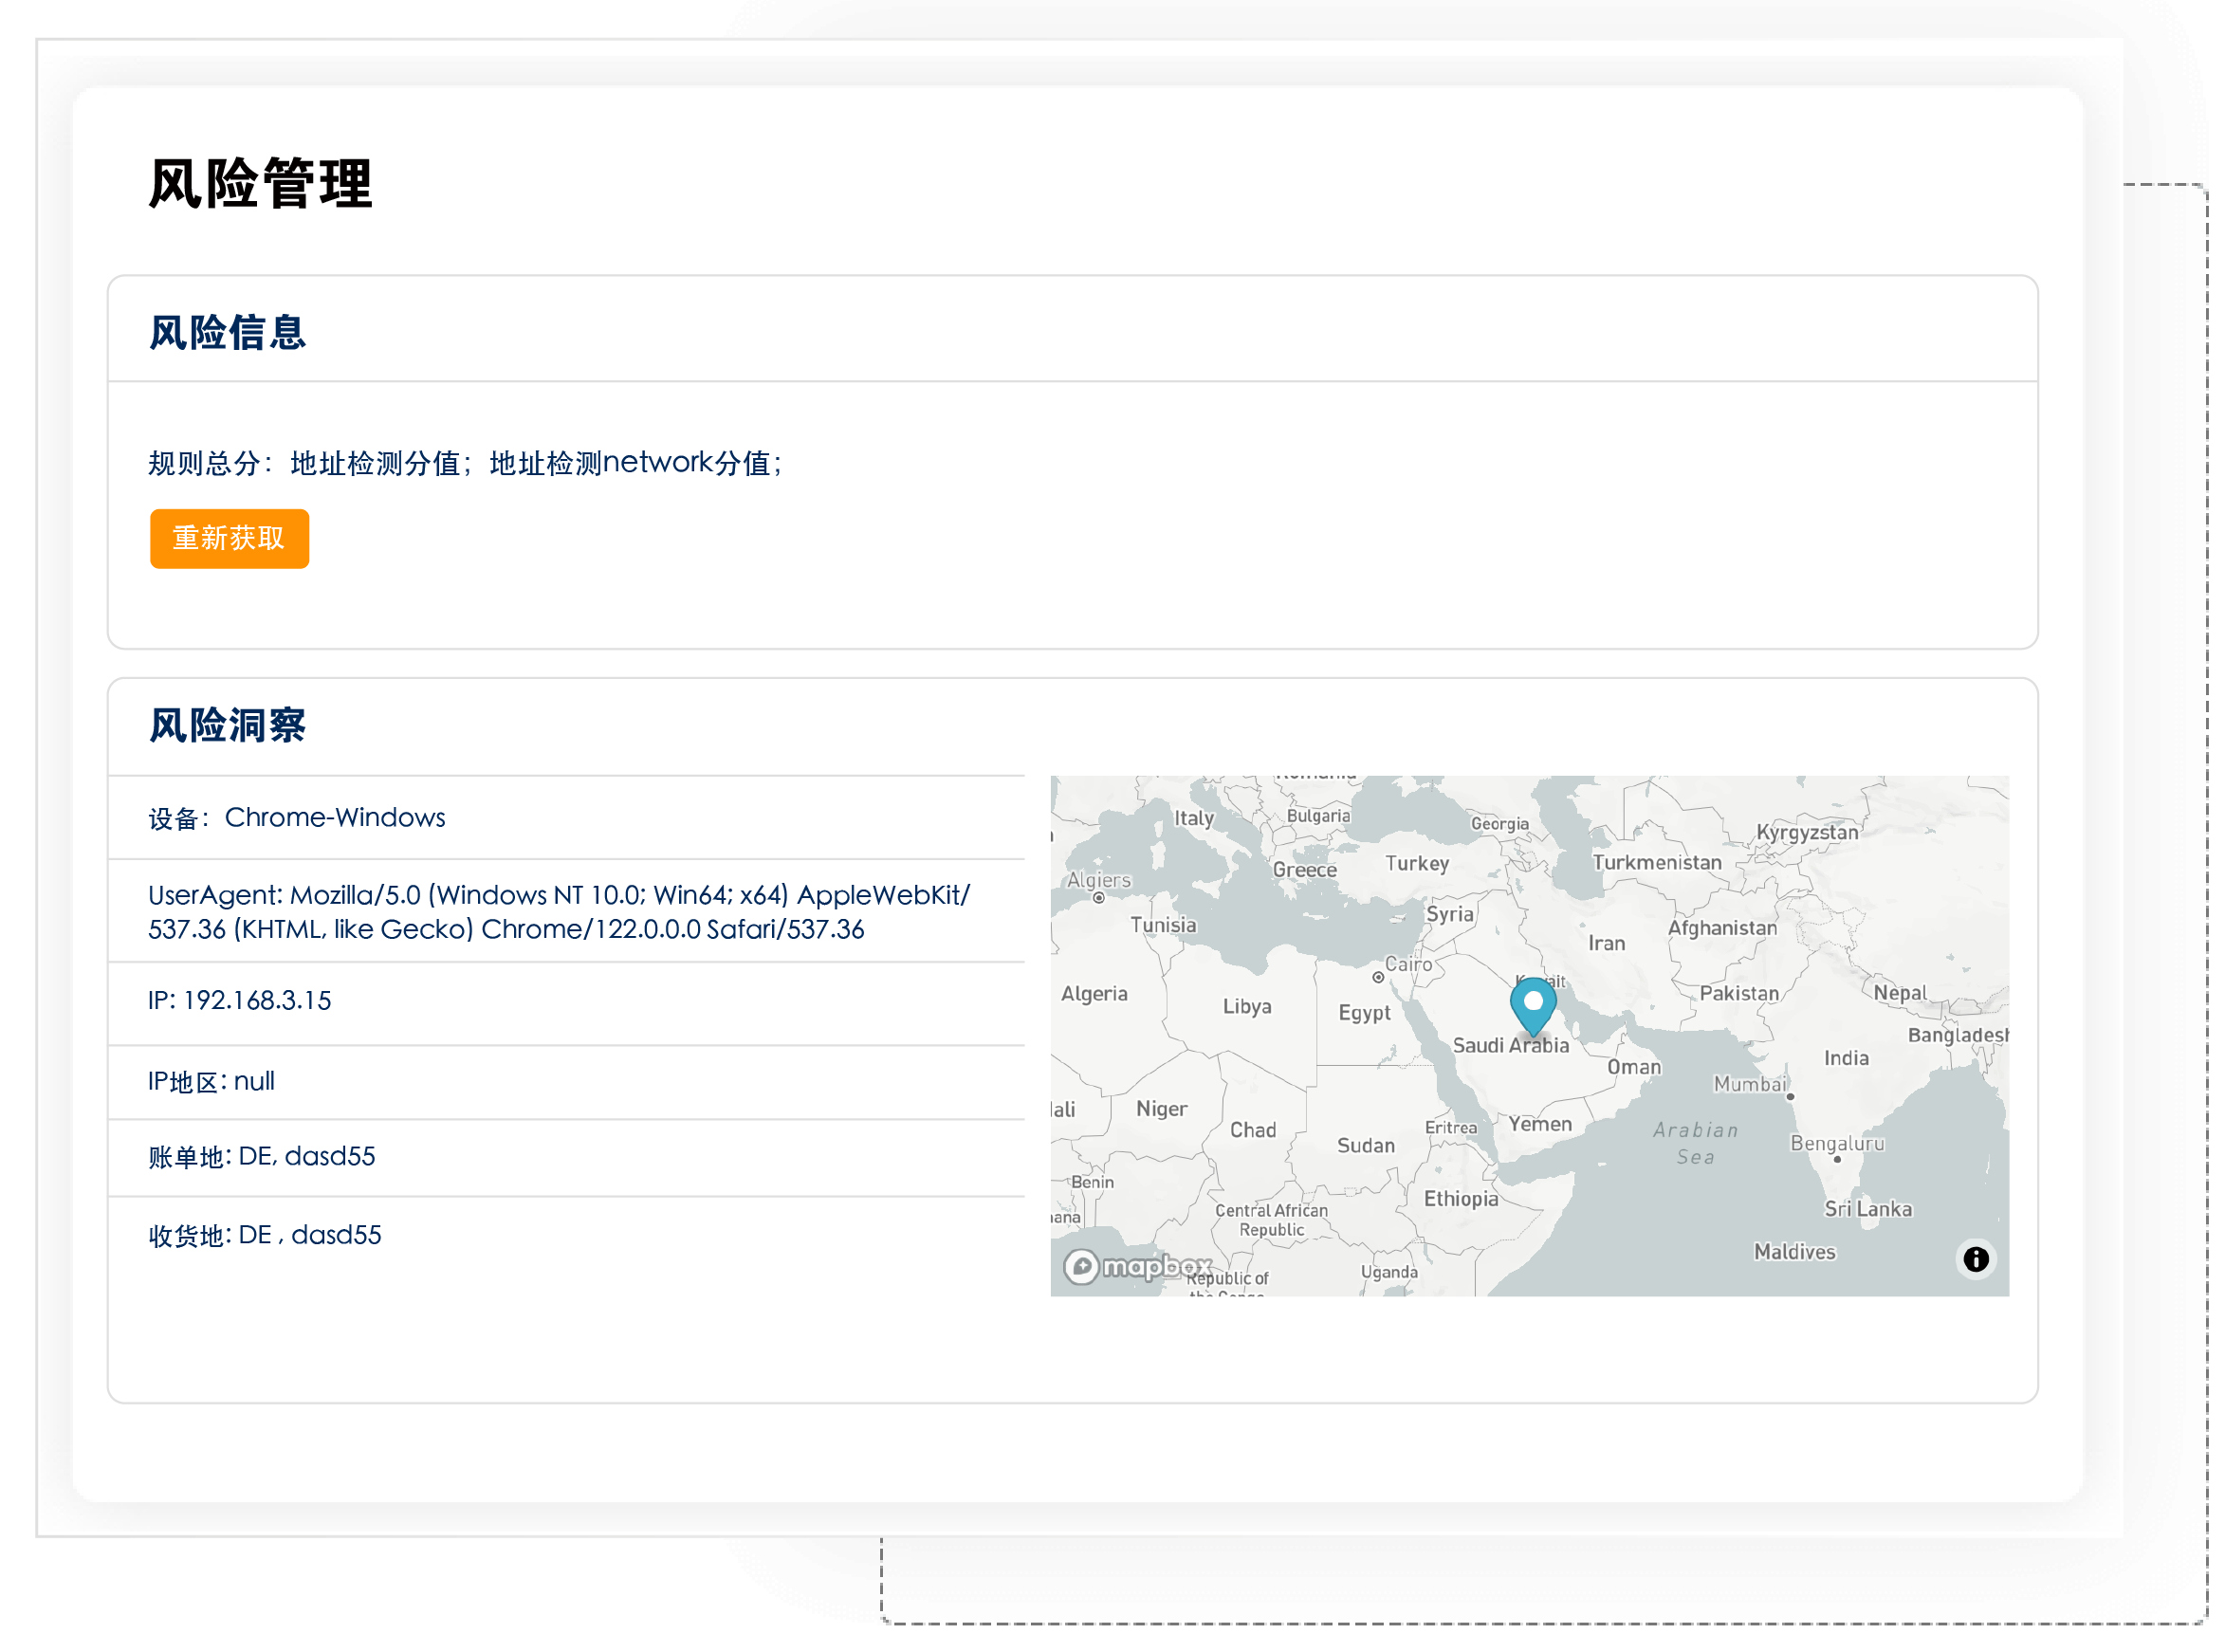 风险管理
风险信息
规则总分：地址检测分值；地址检测network分值；
重新获取
风险洞察
设备：Chrome-Windows
UserAgent: Mozilla/5.0 (Windows NT 10.0; Win64; x64) AppleWebKit/
537.36 (KHTML, like Gecko) Chrome/122.0.0.0 Safari/537.36
IP: 192.168.3.15
IP地区: null
账单地: DE, dasd55
收货地: DE , dasd55
Romania
Italy
Bulgaria
Georgia
Kyrgyzstan
Greece
Turkey
Turkmenistan
Algiers
Tunisia
Syria
Iran
Afghanistan
Cairo
Algeria
Libya
Egypt
Pakistan
Nepal
Saudi Arabia
Bangladesh
Oman
India
Mumbai
Niger
Chad
Sudan
Eritrea
Yemen
Arabian
Sea
Bengaluru
Benin
Ethiopia
Central African
Republic
Sri Lanka
Maldives
mapbox
Republic of
Uganda